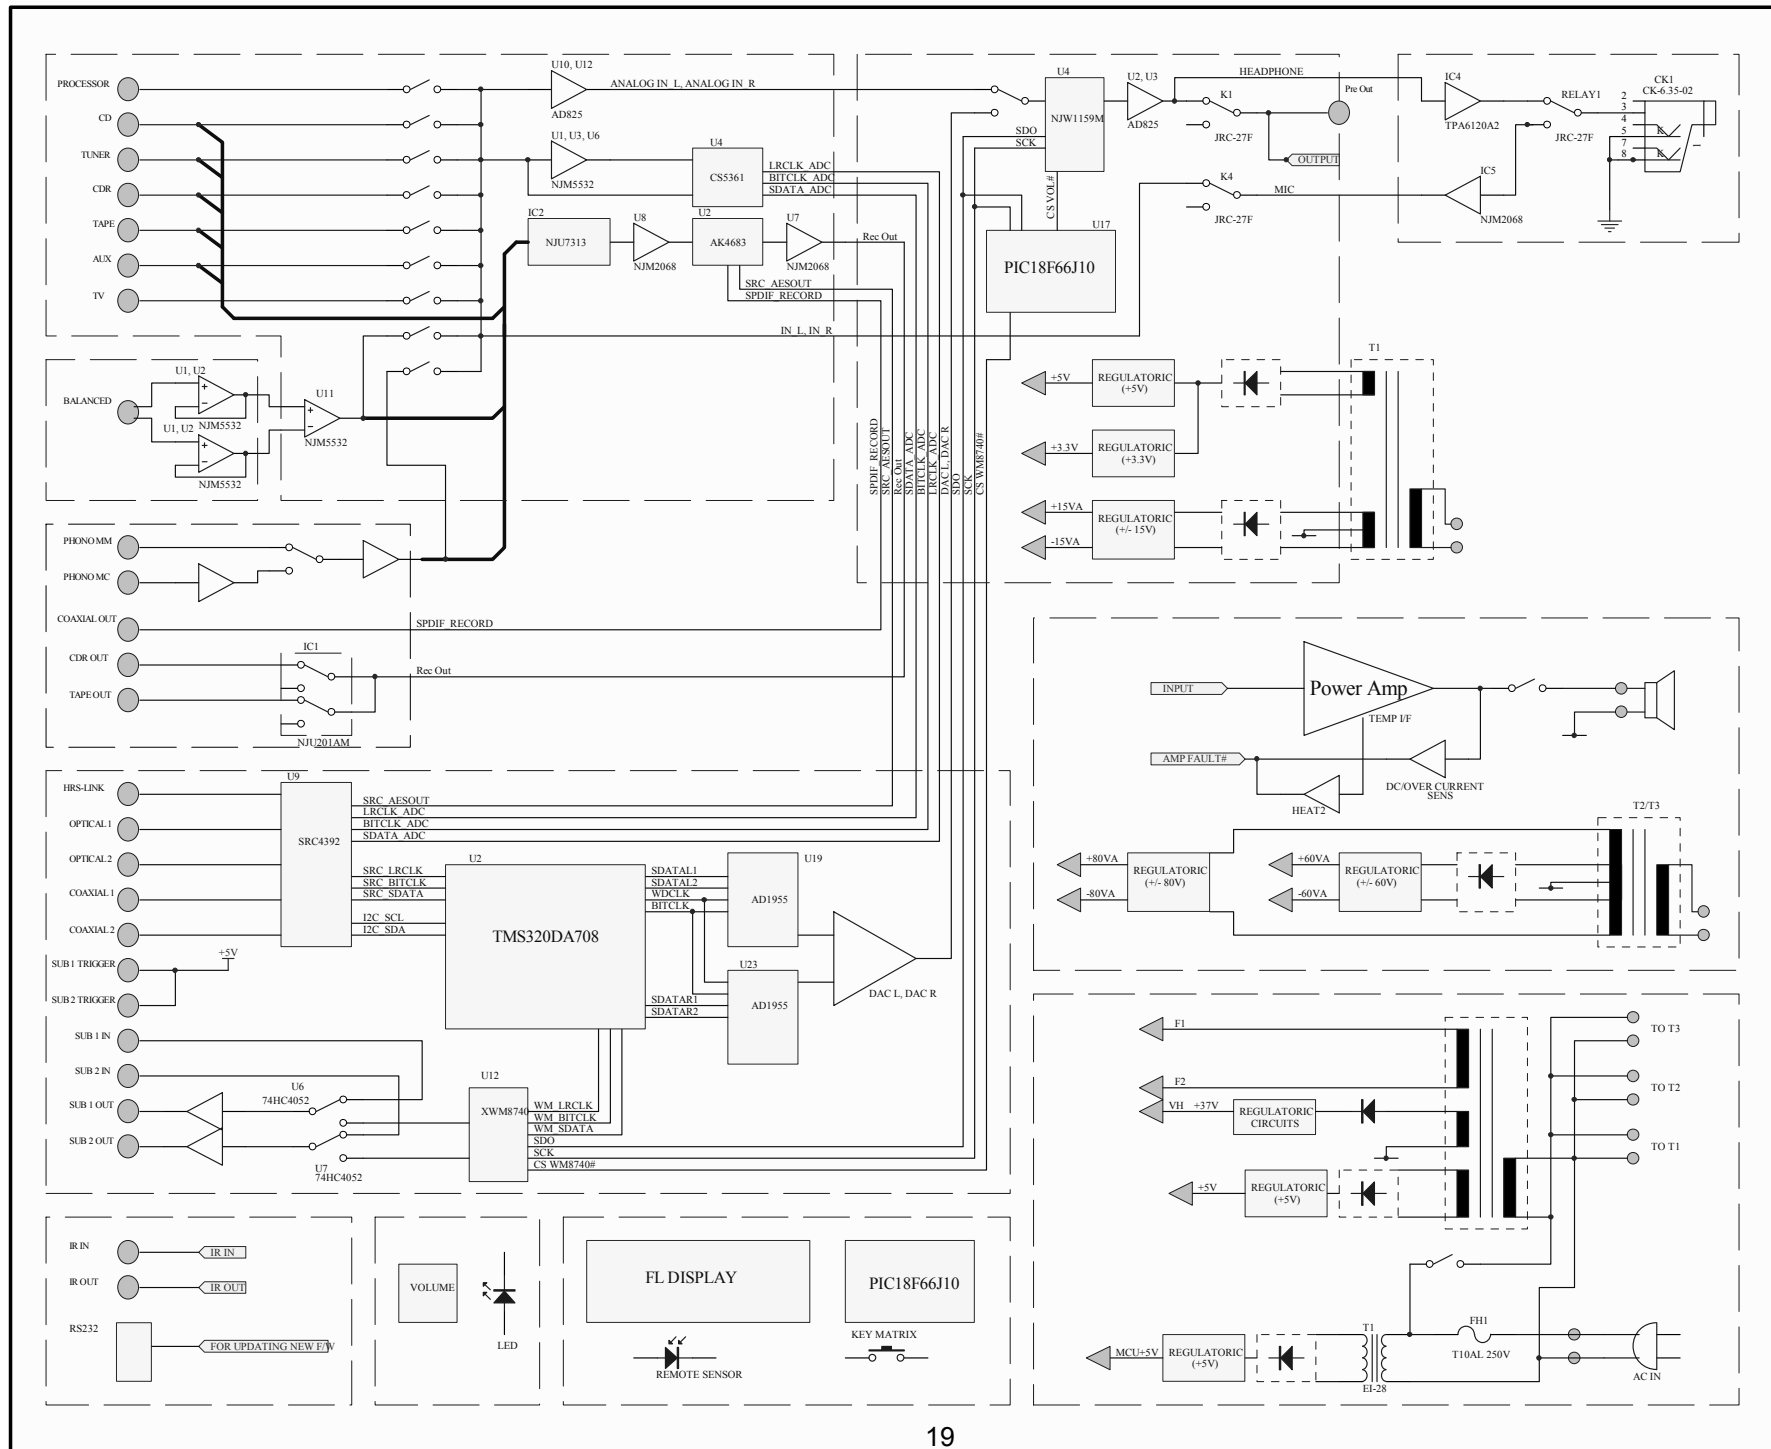 PROCESSOR
CD
TUNER
CDR
TAPE
AUX
TV
U10, U12
ANALOG IN_L, ANALOG IN_R
AD825
U1, U3, U6
NJM5532
U4
CS5361
LRCLK_ADC
BITCLK_ADC
SDATA_ADC
IC2
NJU7313
U8
NJM2068
U2
AK4683
U7
NJM2068
Rec Out
SRC_AESOUT
SPDIF_RECORD
IN_L, IN_R
BALANCED
U1, U2
+
−
NJM5532
U1, U2
+
−
NJM5532
U11
+
−
NJM5532
U4
NJW1159M
SDO
SCK
CS VOL#
U2, U3
AD825
HEADPHONE
K1
JRC-27F
Pre Out
OUTPUT
K4
JRC-27F
MIC
U17
PIC18F66J10
IC4
TPA6120A2
RELAY1
JRC-27F
IC5
NJM2068
CK1
CK-6.35-02
2
3
4
5
7
8
K
K
1
+5V
REGULATORIC
(+5V)
+3.3V
REGULATORIC
(+3.3V)
+15VA
-15VA
REGULATORIC
(+/- 15V)
T1
SPDIF_RECORD
SRC_AESOUT
Rec Out
SDATA_ADC
BITCLK_ADC
LRCLK_ADC
DAC L, DAC R
SDO
SCK
CS WM8740#
PHONO MM
PHONO MC
COAXIAL OUT
SPDIF_RECORD
CDR OUT
IC1
Rec Out
TAPE OUT
NJU201AM
INPUT
Power Amp
TEMP I/F
AMP FAULT#
HEAT2
DC/OVER CURRENT
SENS
T2/T3
+80VA
-80VA
REGULATORIC
(+/- 80V)
+60VA
-60VA
REGULATORIC
(+/- 60V)
HRS-LINK
OPTICAL 1
OPTICAL 2
COAXIAL 1
COAXIAL 2
SUB 1 TRIGGER
SUB 2 TRIGGER
+5V
SUB 1 IN
SUB 2 IN
SUB 1 OUT
SUB 2 OUT
U9
SRC4392
SRC_AESOUT
LRCLK_ADC
BITCLK_ADC
SDATA_ADC
SRC_LRCLK
SRC_BITCLK
SRC_SDATA
I2C_SCL
I2C_SDA
U2
TMS320DA708
SDATAL1
SDATAL2
WDCLK
BITCLK
SDATAR1
SDATAR2
U19
AD1955
U23
AD1955
DAC L, DAC R
U6
74HC4052
U7
74HC4052
U12
XWM8740
WM_LRCLK
WM_BITCLK
WM_SDATA
SDO
SCK
CS WM8740#
F1
F2
VH +37V
REGULATORIC
CIRCUITS
+5V
REGULATORIC
(+5V)
TO T3
TO T2
TO T1
MCU+5V
REGULATORIC
(+5V)
T1
EI-28
FH1
T10AL 250V
AC IN
IR IN
IR IN
IR OUT
IR OUT
RS232
FOR UPDATING NEW F/W
VOLUME
LED
FL DISPLAY
PIC18F66J10
REMOTE SENSOR
KEY MATRIX
19